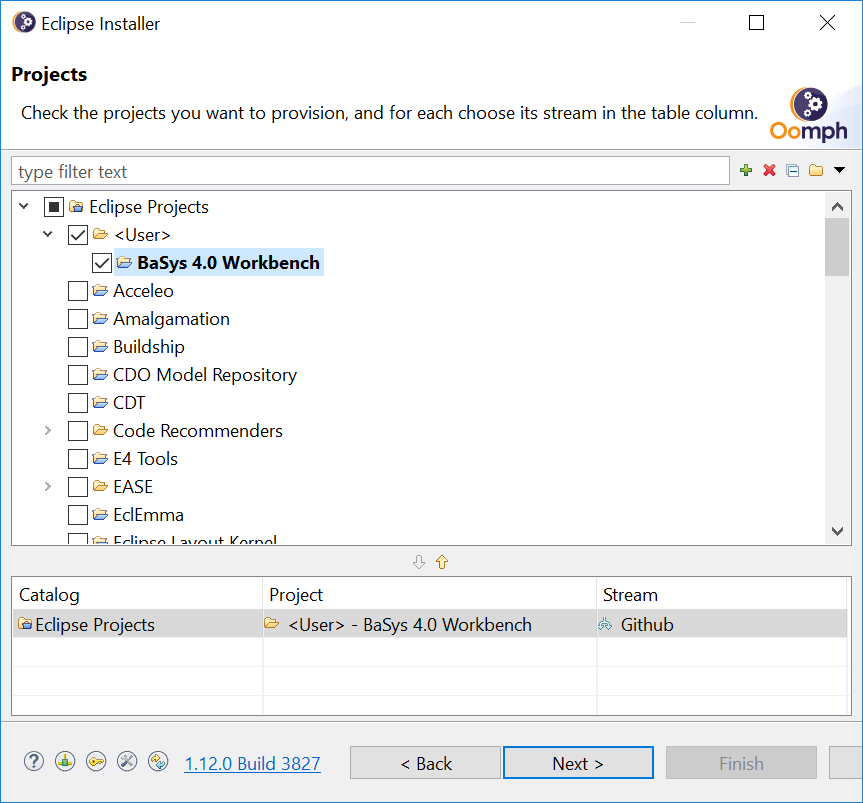 Eclipse Installer
Projects
Check the projects you want to provision, and for each choose its stream in the table column.
Oomph
type filter text
Eclipse Projects
<User>
BaSys 4.0 Workbench
Acceleo
Amalgamation
Buildship
CDO Model Repository
CDT
Code Recommenders
E4 Tools
EASE
EclEmma
Eclipse Layout Kernel
Catalog Project Stream
Eclipse Projects <User> - BaSys 4.0 Workbench Github
? 1.12.0 Build 3827 < Back Next > Finish